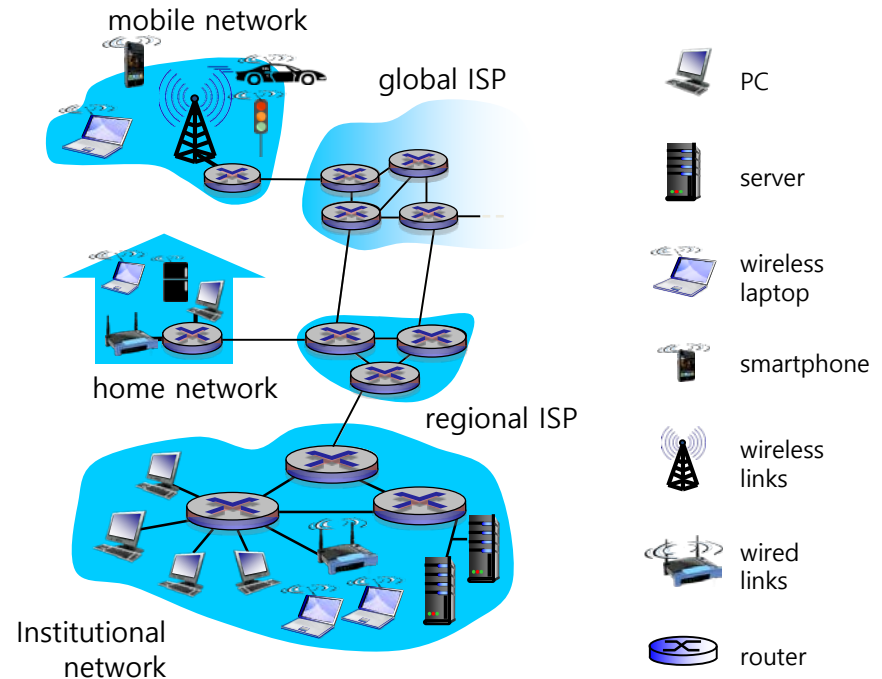 mobile network
global ISP
home network
regional ISP
Institutional
network
PC
server
wireless
laptop
smartphone
wireless
links
wired
links
router